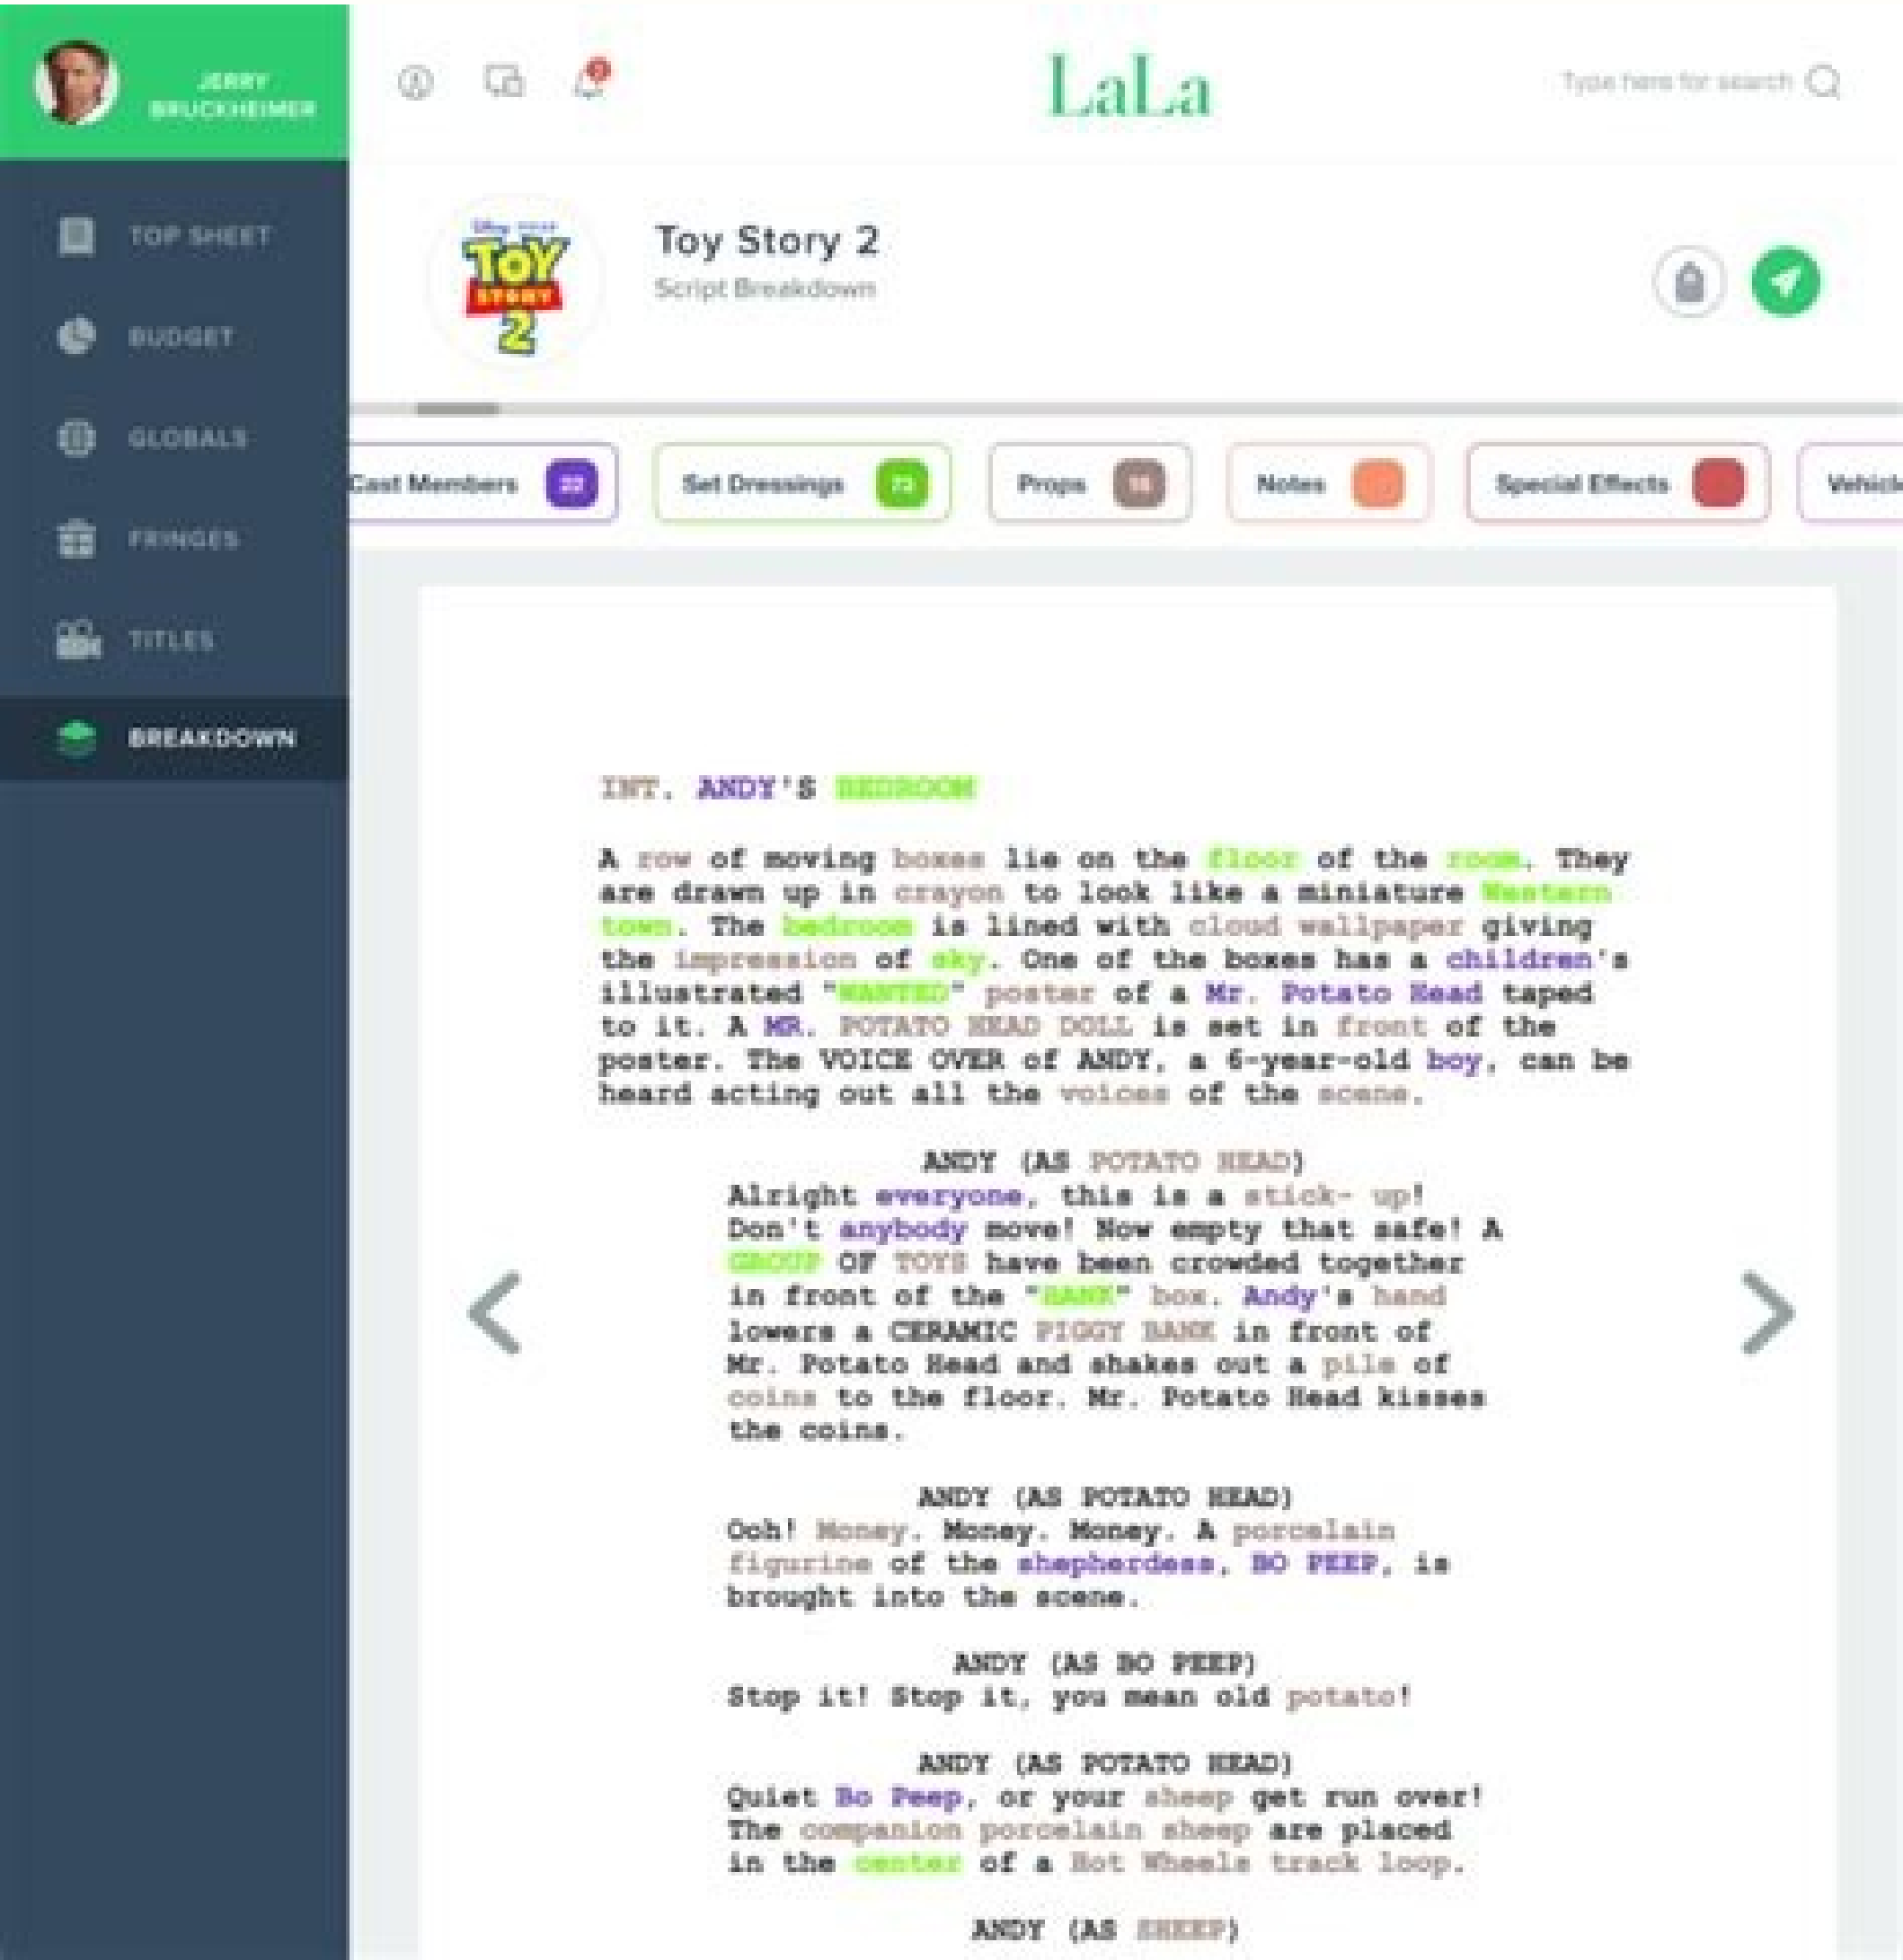 JERRY
BRUCKHEIMER
LaLa
Type here for search
TOP SHEET
BUDGET
GLOBALS
FRINGES
TITLES
BREAKDOWN
TOY
STORY
2
Toy Story 2
Script Breakdown
Cast Members
Set Dressings
Props
Notes
Special Effects
Vehicl
INT. ANDY'S BEDROOM
A row of moving boxes lie on the floor of the room. They
are drawn up in crayon to look like a miniature Western
town. The bedroom is lined with cloud wallpaper giving
the impression of sky. One of the boxes has a children's
illustrated "WANTED" poster of a Mr. Potato Head taped
to it. A MR. POTATO HEAD DOLL is set in front of the
poster. The VOICE OVER of ANDY, a 6-year-old boy, can be
heard acting out all the voices of the scene.
ANDY (AS POTATO HEAD)
Alright everyone, this is a stick- up!
Don't anybody move! Now empty that safe! A
GROUP OF TOYS have been crowded together
in front of the "BANK" box. Andy's hand
lowers a CERAMIC PIGGY BANK in front of
Mr. Potato Head and shakes out a pile of
coins to the floor. Mr. Potato Head kisses
the coins.
ANDY (AS POTATO HEAD)
Ooh! Money. Money. Money. A porcelain
figurine of the shepherdess, BO PEEP, is
brought into the scene.
ANDY (AS BO PEEP)
Stop it! Stop it, you mean old potato!
ANDY (AS POTATO HEAD)
Quiet Bo Peep, or your sheep get run over!
The companion porcelain sheep are placed
in the center of a Hot Wheels track loop.
ANDY (AS SHEEP)